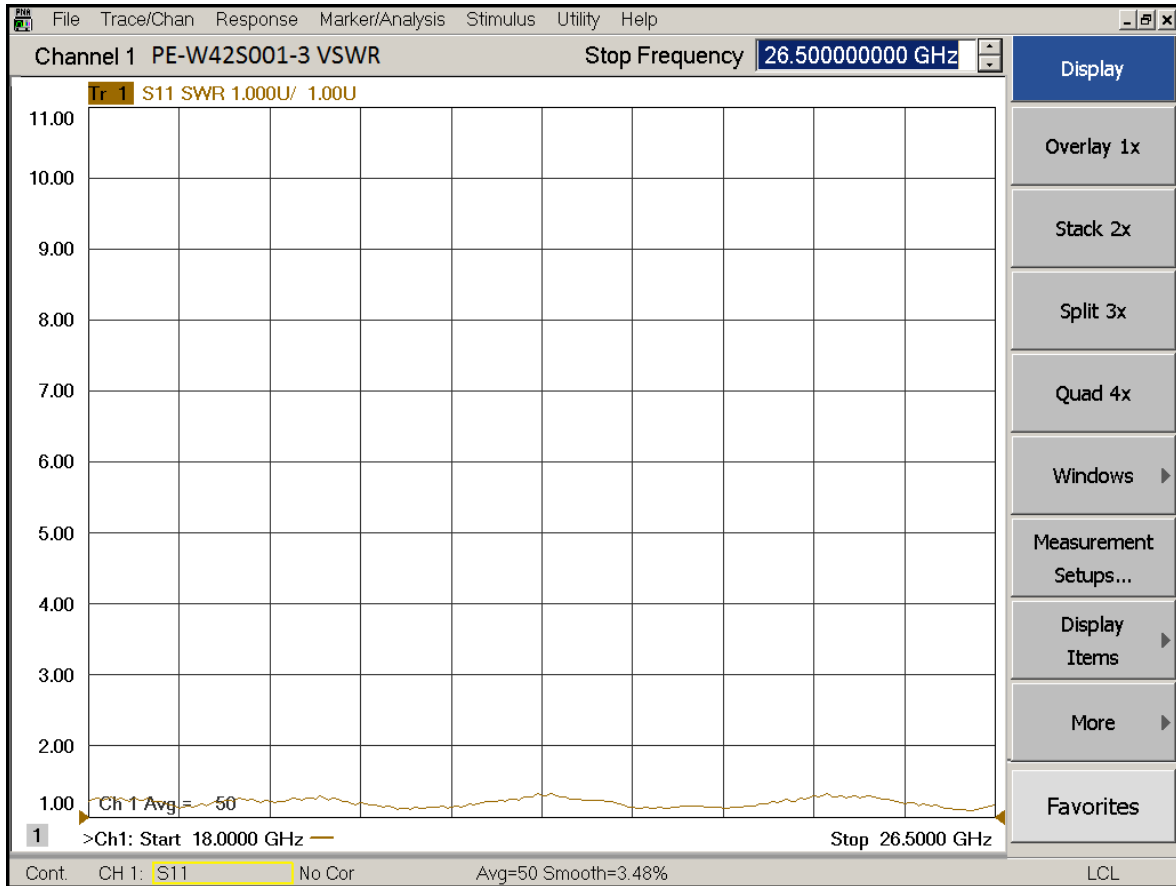 PNA File Trace/Chan Response Marker/Analysis Stimulus Utility Help
Channel 1 PE-W42S001-3 VSWR Stop Frequency 26.500000000 GHz
Tr 1 S11 SWR 1.000U/ 1.00U
11.00
10.00
9.00
8.00
7.00
6.00
5.00
4.00
3.00
2.00
1.00 Ch 1 Avg = 50
1 >Ch1: Start 18.0000 GHz Stop 26.5000 GHz
Cont. CH 1: S11 No Cor Avg=50 Smooth=3.48% LCL
Display
Overlay 1x
Stack 2x
Split 3x
Quad 4x
Windows
Measurement
Setups...
Display
Items
More
Favorites